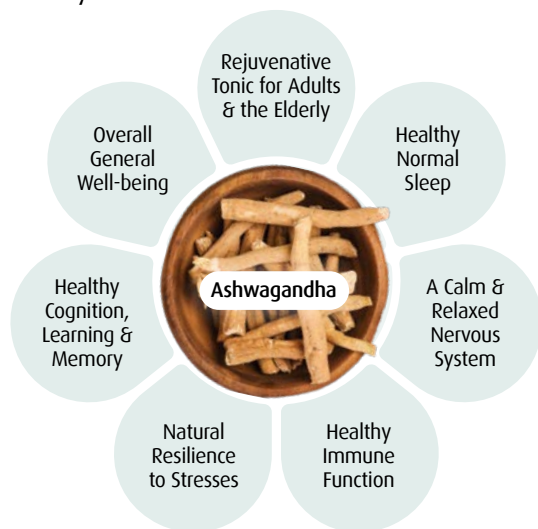 Rejuvenative
Tonic for Adults
& the Elderly
Healthy
Normal
Sleep
A Calm &
Relaxed
Nervous
System
Healthy
Immune
Function
Natural
Resilience
to Stresses
Healthy
Cognition,
Learning &
Memory
Overall
General
Well-being
Ashwagandha